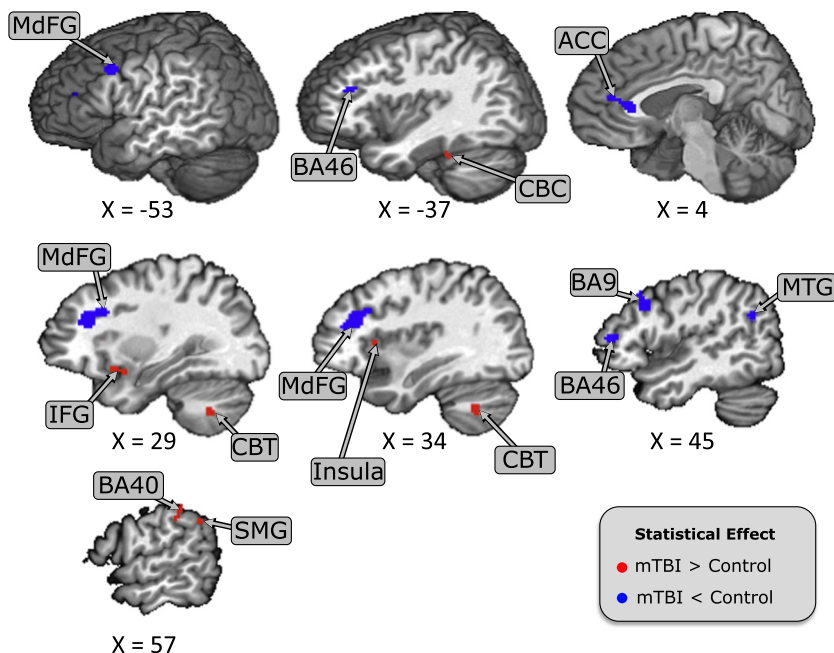 MdFG
BA46
CBC
ACC
X = -53
X = -37
X = 4
MdFG
IFG
CBT
X = 29
MdFG
Insula
CBT
X = 34
BA9
MTG
BA46
X = 45
BA40
SMG
X = 57
Statistical Effect
mTBI > Control
mTBI < Control